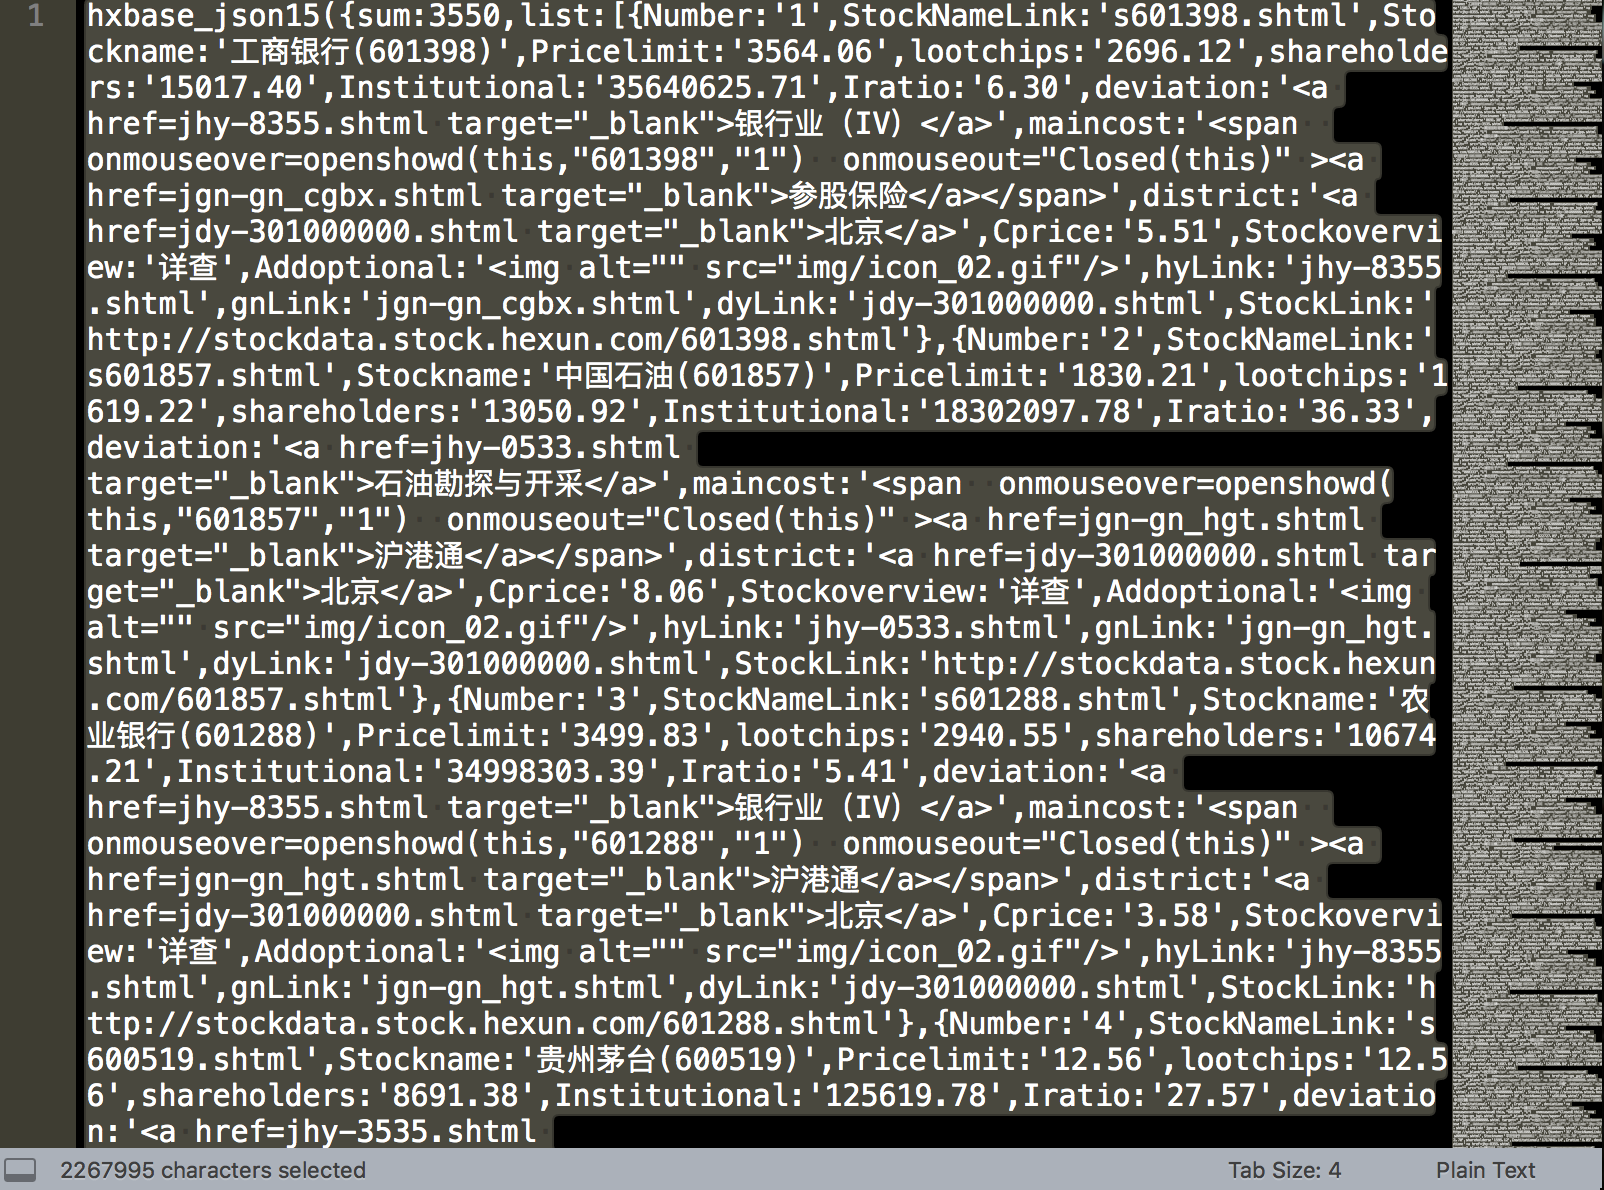 1
hxbase_json15({sum:3550,list:[{Number:'1',StockNameLink:'s601398.shtml',Sto
ckname:'工商银行(601398)',Pricelimit:'3564.06',lootchips:'2696.12',shareholde
rs:'15017.40',Institutional:'35640625.71',Iratio:'6.30',deviation:'<a
href=jhy-8355.shtml target="_blank">银行业（IV）</a>',maincost:'<span
onmouseover=openshowd(this,"601398","1")  onmouseout="Closed(this)" ><a
href=jgn-gn_cgbx.shtml target="_blank">参股保险</a></span>',district:'<a
href=jdy-301000000.shtml target="_blank">北京</a>',Cprice:'5.51',Stockovervi
ew:'详查',Addoptional:'<img alt="" src="img/icon_02.gif"/>',hyLink:'jhy-8355
.shtml',gnLink:'jgn-gn_cgbx.shtml',dyLink:'jdy-301000000.shtml',StockLink:'
http://stockdata.stock.hexun.com/601398.shtml'},{Number:'2',StockNameLink:'
s601857.shtml',Stockname:'中国石油(601857)',Pricelimit:'1830.21',lootchips:'1
619.22',shareholders:'13050.92',Institutional:'18302097.78',Iratio:'36.33',
deviation:'<a href=jhy-0533.shtml
target="_blank">石油勘探与开采</a>',maincost:'<span  onmouseover=openshowd(
this,"601857","1")  onmouseout="Closed(this)" ><a href=jgn-gn_hgt.shtml
target="_blank">沪港通</a></span>',district:'<a href=jdy-301000000.shtml tar
get="_blank">北京</a>',Cprice:'8.06',Stockoverview:'详查',Addoptional:'<img
alt="" src="img/icon_02.gif"/>',hyLink:'jhy-0533.shtml',gnLink:'jgn-gn_hgt.
shtml',dyLink:'jdy-301000000.shtml',StockLink:'http://stockdata.stock.hexun
.com/601857.shtml'},{Number:'3',StockNameLink:'s601288.shtml',Stockname:'农
业银行(601288)',Pricelimit:'3499.83',lootchips:'2940.55',shareholders:'10674
.21',Institutional:'34998303.39',Iratio:'5.41',deviation:'<a
href=jhy-8355.shtml target="_blank">银行业（IV）</a>',maincost:'<span
onmouseover=openshowd(this,"601288","1")  onmouseout="Closed(this)" ><a
href=jgn-gn_hgt.shtml target="_blank">沪港通</a></span>',district:'<a
href=jdy-301000000.shtml target="_blank">北京</a>',Cprice:'3.58',Stockovervi
ew:'详查',Addoptional:'<img alt="" src="img/icon_02.gif"/>',hyLink:'jhy-8355
.shtml',gnLink:'jgn-gn_hgt.shtml',dyLink:'jdy-301000000.shtml',StockLink:'h
ttp://stockdata.stock.hexun.com/601288.shtml'},{Number:'4',StockNameLink:'s
600519.shtml',Stockname:'贵州茅台(600519)',Pricelimit:'12.56',lootchips:'12.5
6',shareholders:'8691.38',Institutional:'125619.78',Iratio:'27.57',deviatio
n:'<a href=jhy-3535.shtml
2267995 characters selected
Tab Size: 4
Plain Text